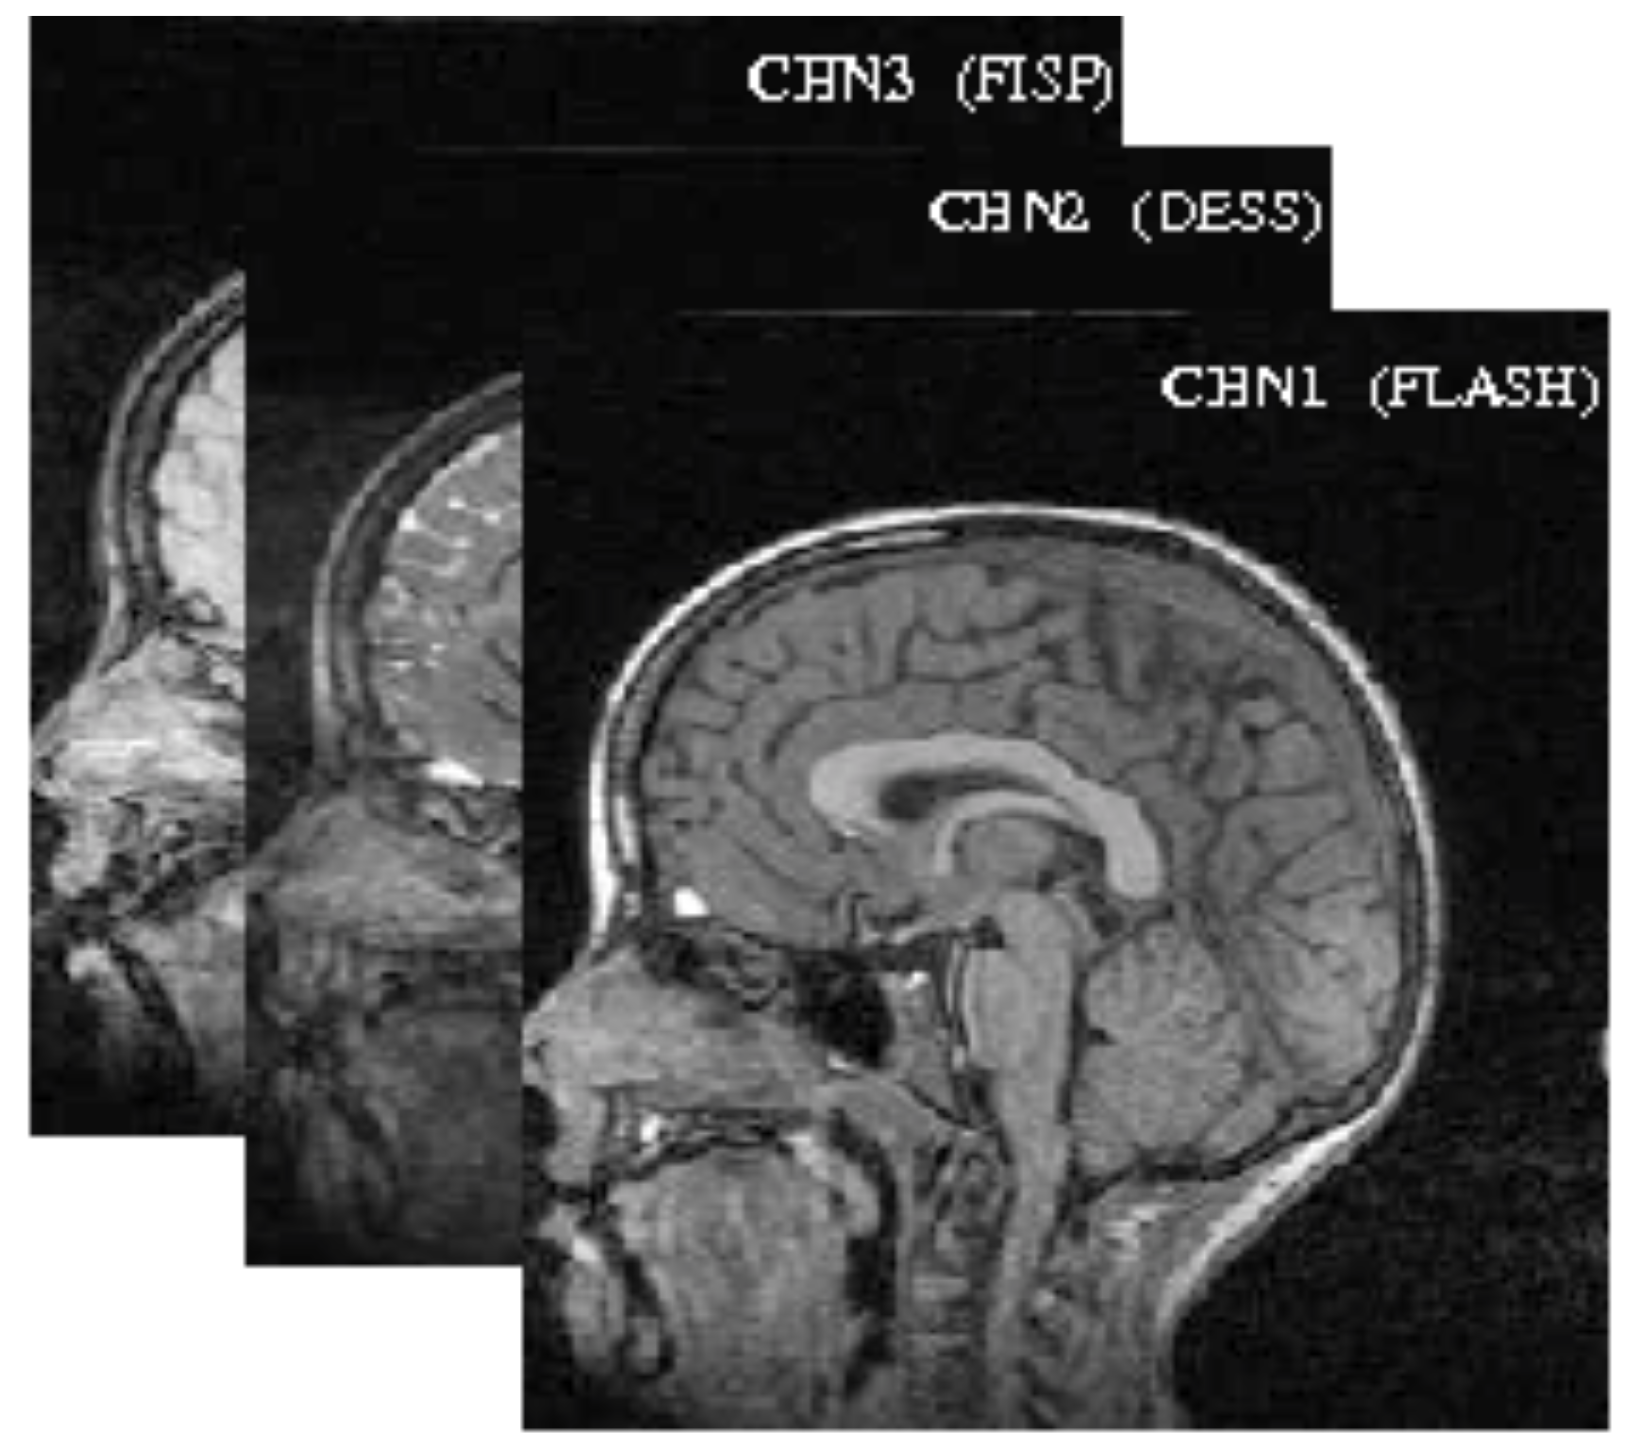 CHN3 (FISP)
CHN2 (DESS)
CHN1 (FLASH)